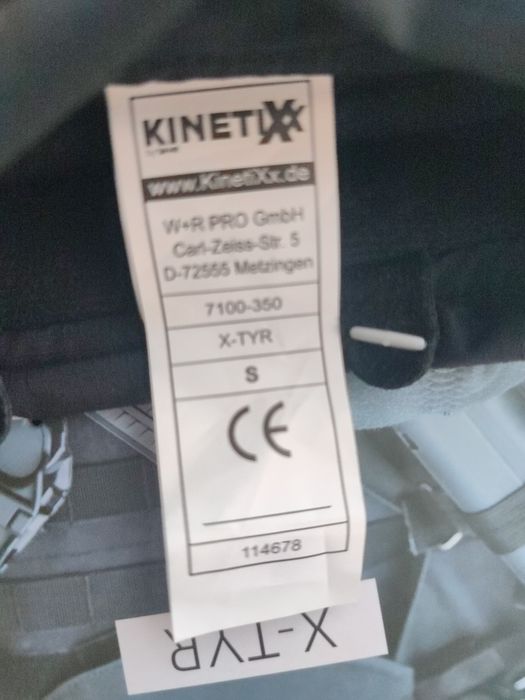 KINETIXx
www.KinetiXx.de
W+R PRO GmbH
Carl-Zeiss-Str. 5
D-72555 Metzingen
7100-350
X-TYR
S
CE
114678
X-TYR